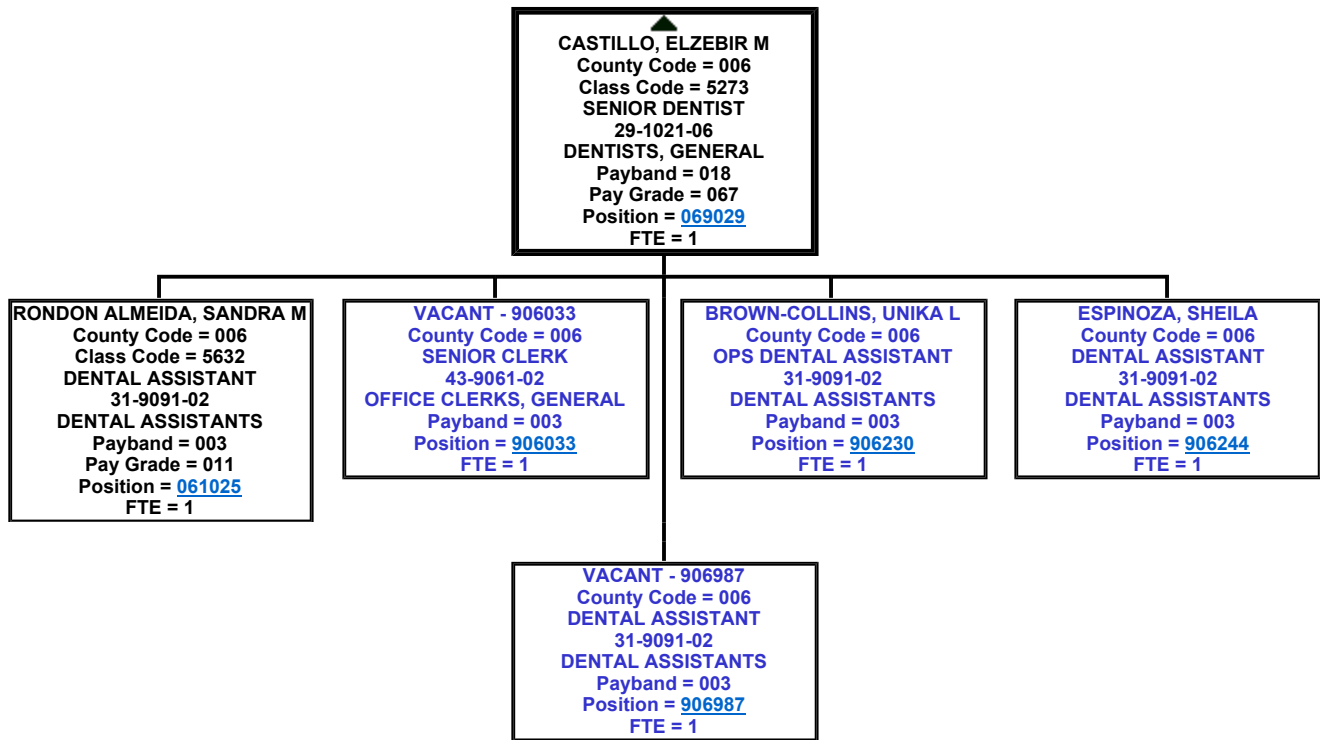 CASTILLO, ELZEBIR M
County Code = 006
Class Code = 5273
SENIOR DENTIST
29-1021-06
DENTISTS, GENERAL
Payband = 018
Pay Grade = 067
Position = 069029
FTE = 1
RONDON ALMEIDA, SANDRA M
County Code = 006
Class Code = 5632
DENTAL ASSISTANT
31-9091-02
DENTAL ASSISTANTS
Payband = 003
Pay Grade = 011
Position = 061025
FTE = 1
VACANT - 906033
County Code = 006
SENIOR CLERK
43-9061-02
OFFICE CLERKS, GENERAL
Payband = 003
Position = 906033
FTE = 1
BROWN-COLLINS, UNIKA L
County Code = 006
OPS DENTAL ASSISTANT
31-9091-02
DENTAL ASSISTANTS
Payband = 003
Position = 906230
FTE = 1
ESPINOZA, SHEILA
County Code = 006
DENTAL ASSISTANT
31-9091-02
DENTAL ASSISTANTS
Payband = 003
Position = 906244
FTE = 1
VACANT - 906987
County Code = 006
DENTAL ASSISTANT
31-9091-02
DENTAL ASSISTANTS
Payband = 003
Position = 906987
FTE = 1